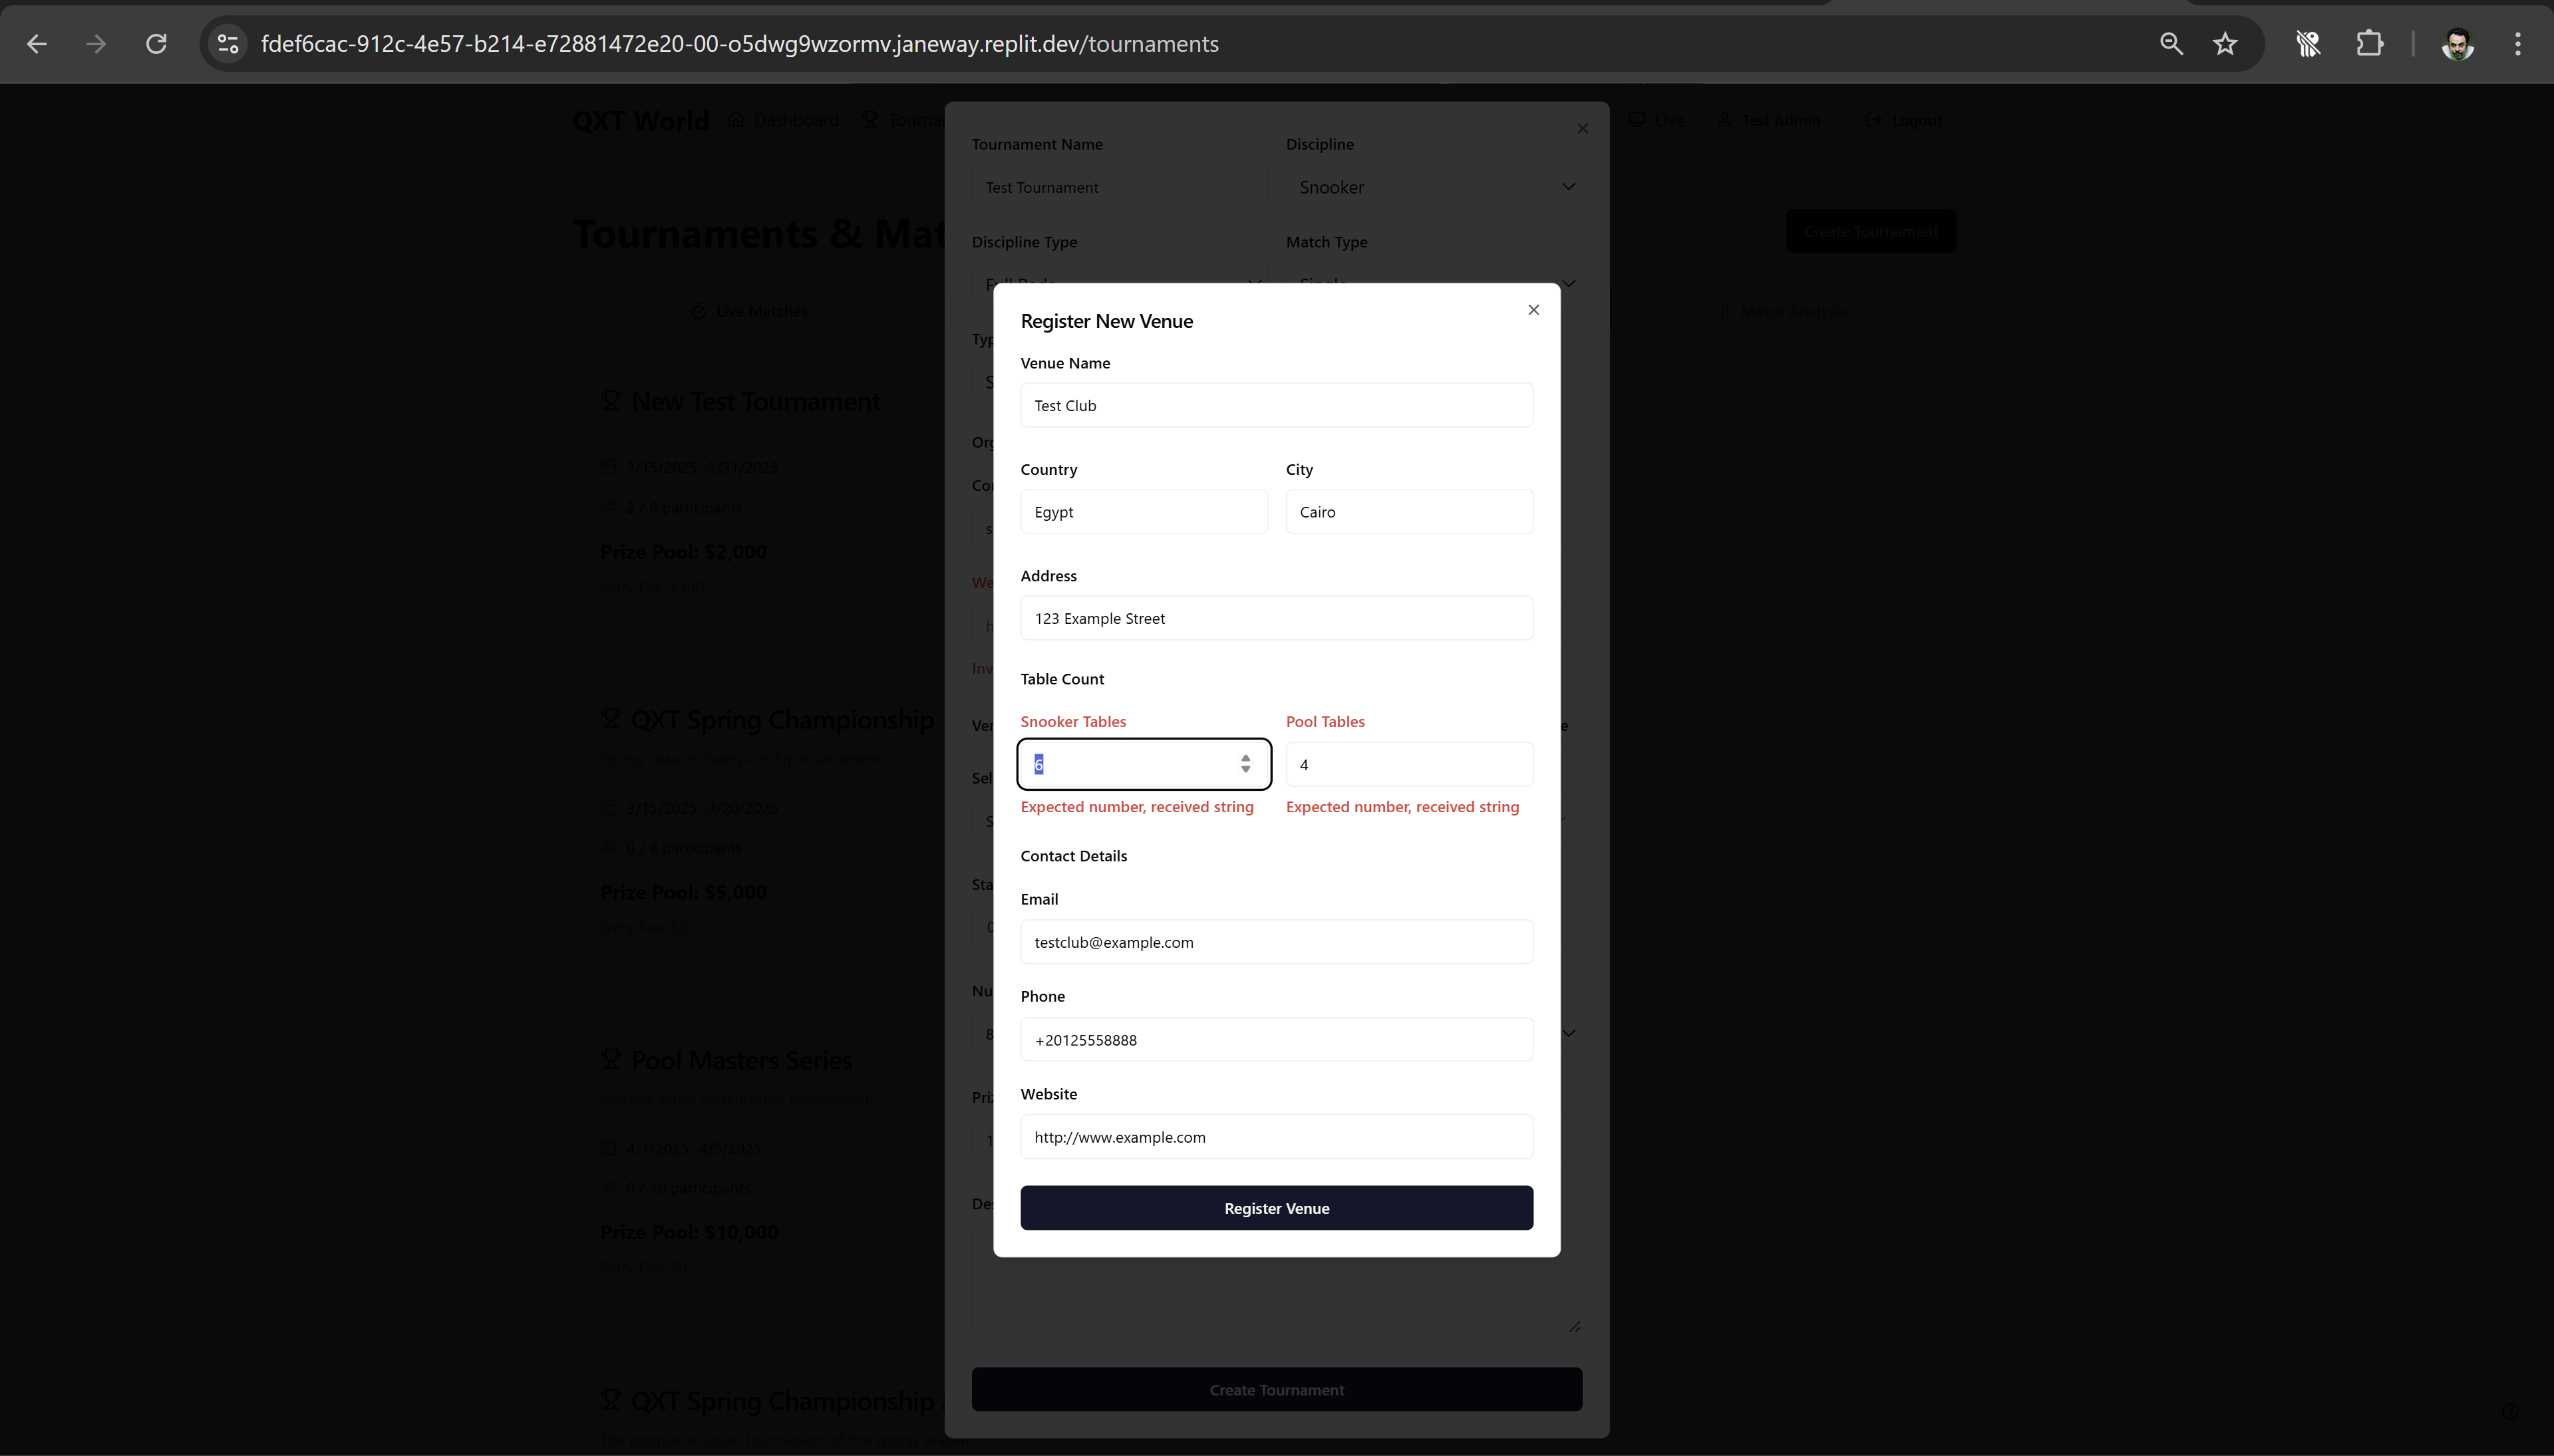 fdef6cac-912c-4e57-b214-e72881472e20-00-o5dwg9wzormv.janeway.replit.dev/tournaments
QXT World Dashboard Live Test Admin Logout
Tournament Name Discipline
Test Tournament Snooker
Tournaments & Mat Create Tournament
Discipline Type Match Type
Live Matches Match Analysis
Register New Venue
Venue Name
Test Club
New Test Tournament
3/15/2025 -3/31/2025
2 / 8 participants
Prize Pool: $2,000
Entry Fee: $100
Country City
Egypt Cairo
Address
123 Example Street
Table Count
Snooker Tables Pool Tables
6 4
Expected number, received string Expected number, received string
QXT Spring Championship
Spring season championship tournament
3/15/2025 -3/20/2025
0 / 8 participants
Prize Pool: $5,000
Entry Fee: $0
Contact Details
Email
testclub@example.com
Phone
+20125558888
Website
http://www.example.com
Register Venue
Pool Masters Series
Masters series qualification tournament
4/1/2025 -4/5/2025
0 / 16 participants
Prize Pool: $10,000
Entry Fee: $0
Create Tournament
QXT Spring Championship